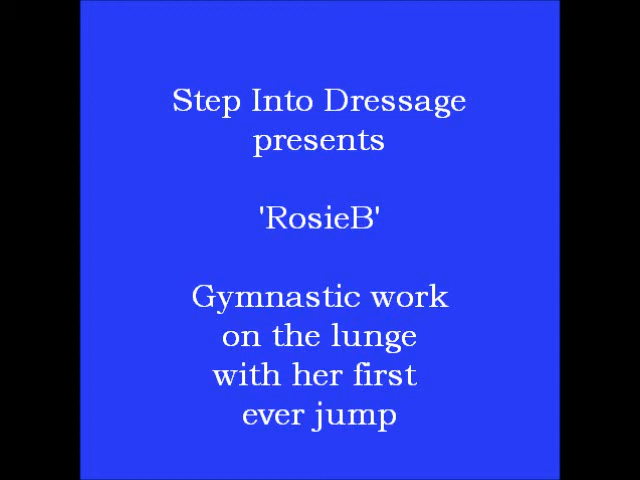 Step Into Dressage
presents
'RosieB'
Gymnastic work
on the lunge
with her first
ever jump